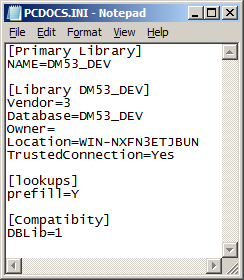 PCDOCS.INI - Notepad
File Edit Format View Help
[Primary Library]
NAME=DM53_DEV
[Library DM53_DEV]
Vendor=3
Database=DM53_DEV
Owner=
Location=WIN-NXFN3ETJBUN
TrustedConnection=Yes
[lookups]
prefill=Y
[Compatibity]
DBLib=1